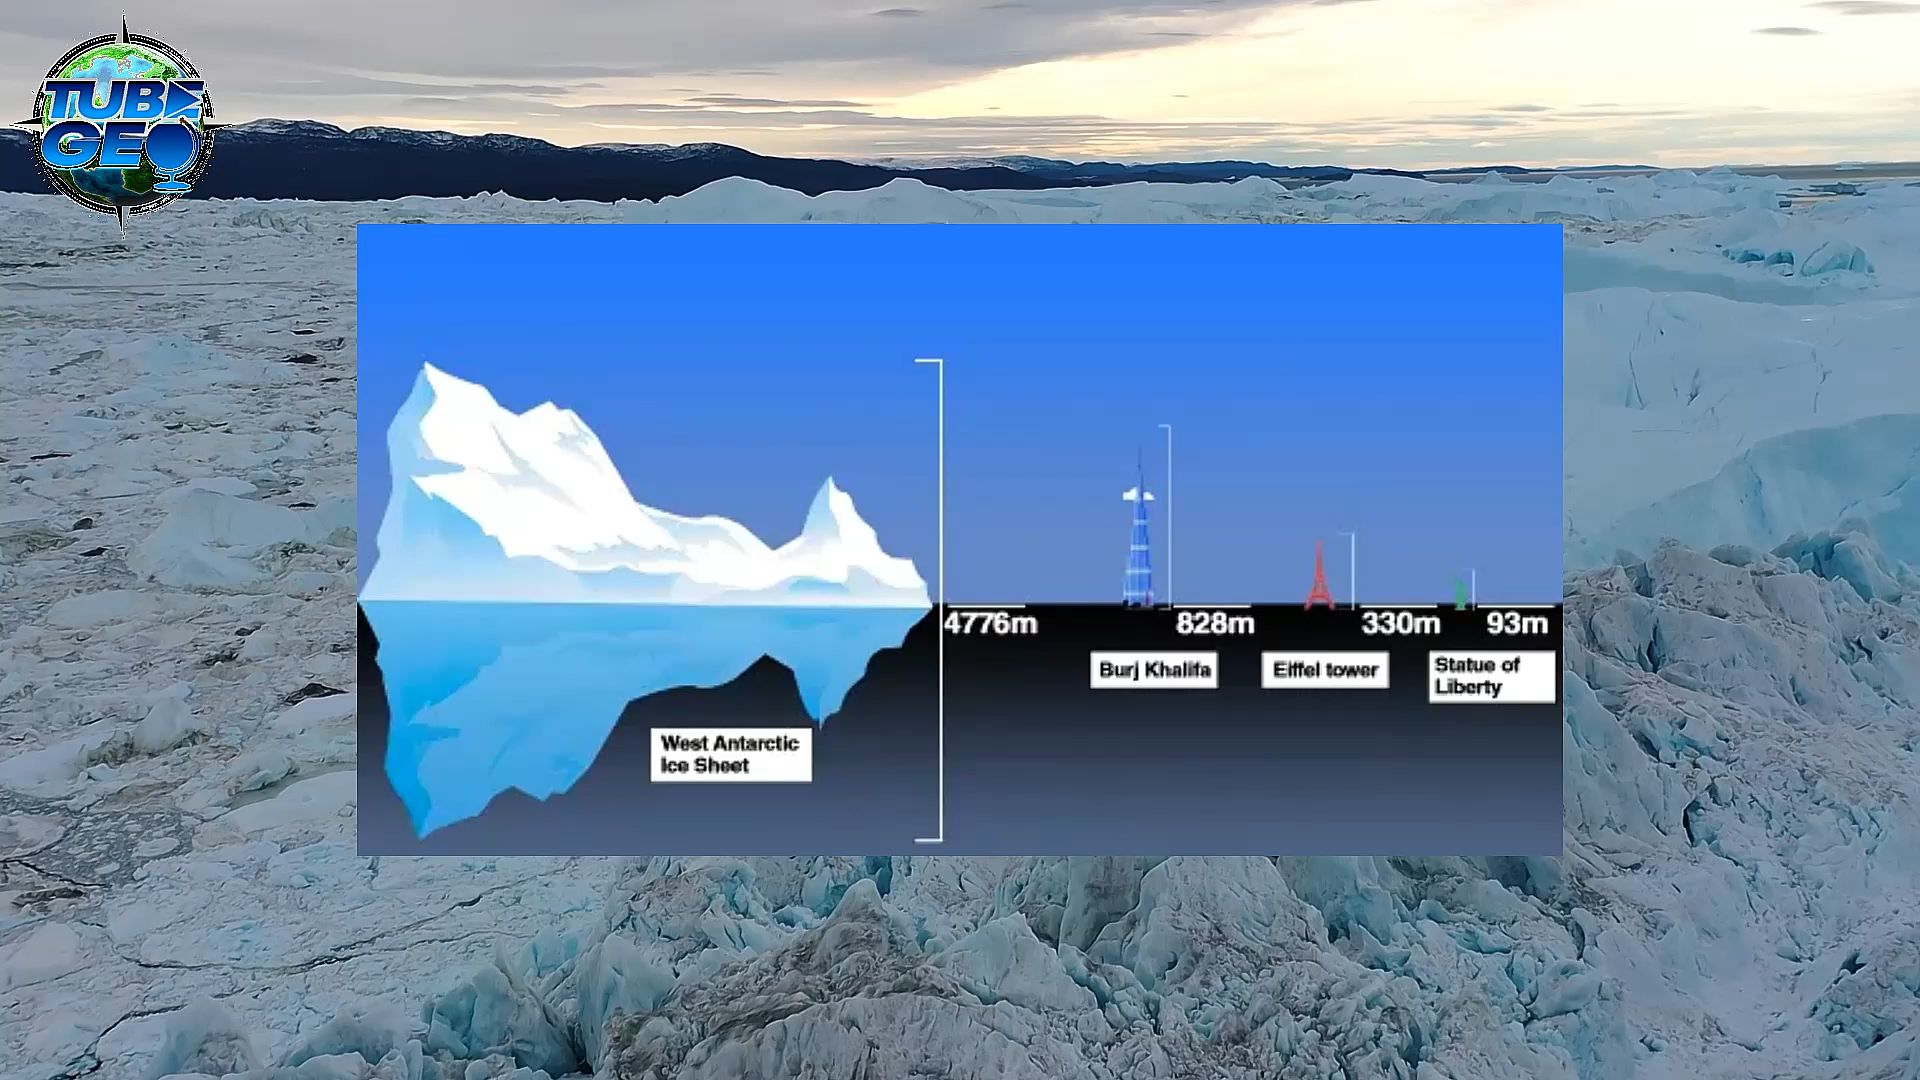 TUBE
GEO
4776m
828m
330m
93m
Burj Khalifa
Eiffel tower
Statue of
Liberty
West Antarctic
Ice Sheet